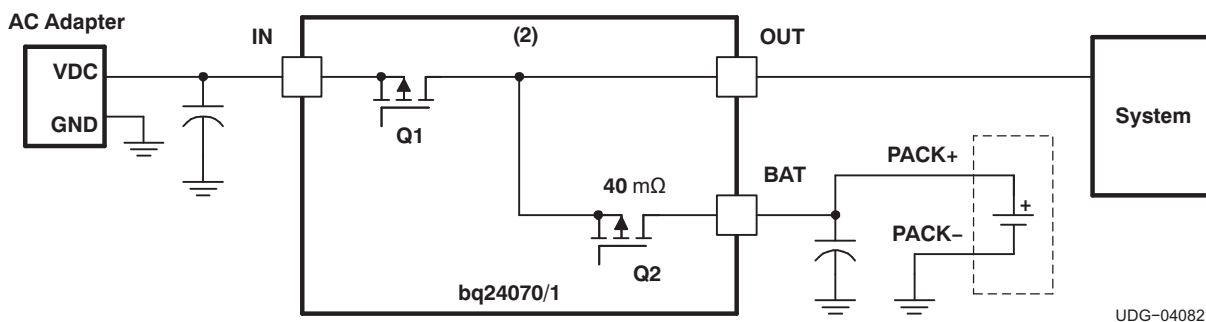 AC Adapter
VDC
GND
IN
(2)
OUT
Q1
40 mΩ
BAT
Q2
bq24070/1
PACK+
+
PACK−
System
UDG−04082